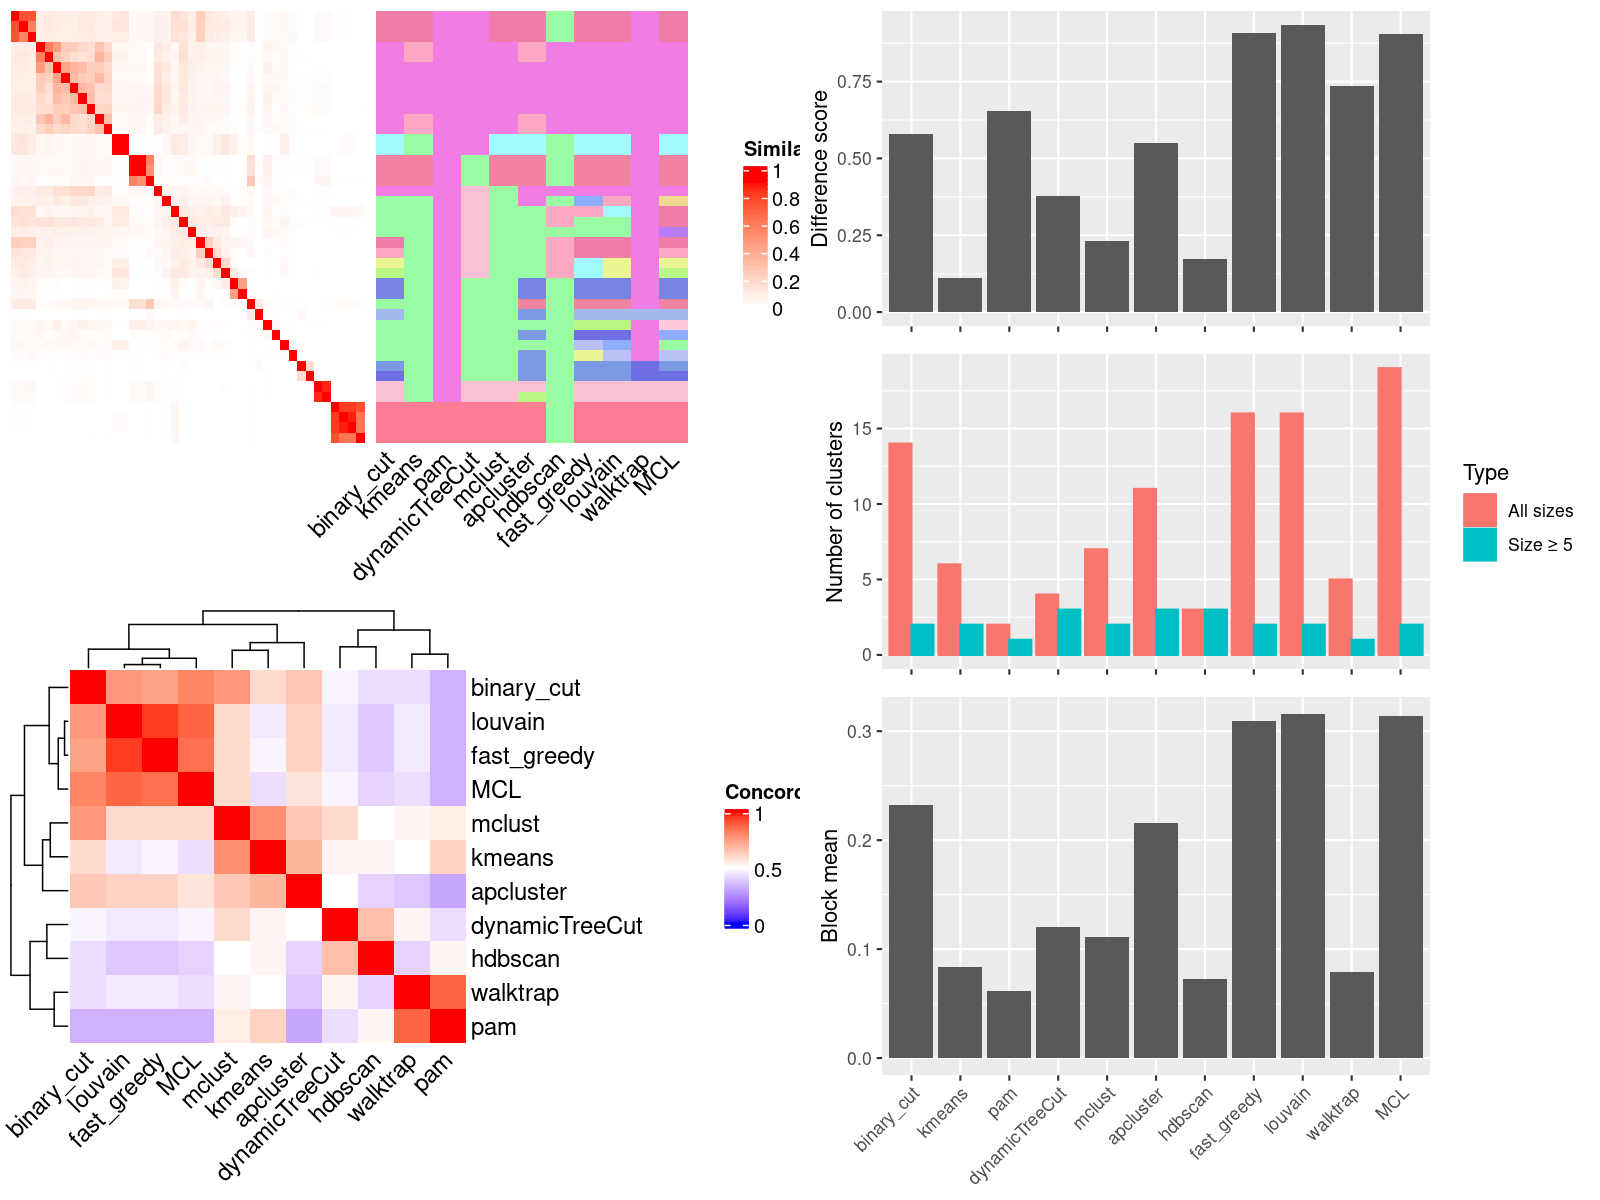 Simila
1
0.8
0.6
0.4
0.2
0
binary_cut
kmeans
pam
dynamicTreeCut
mclust
apcluster
hdbscan
fast_greedy
louvain
walktrap
MCL
binary_cut
louvain
fast_greedy
MCL
mclust
kmeans
apcluster
dynamicTreeCut
hdbscan
walktrap
pam
binary_cut
louvain
fast_greedy
MCL
mclust
kmeans
apcluster
dynamicTreeCut
hdbscan
walktrap
pam
Concord
1
0.5
0
Difference score
0.75
0.50
0.25
0.00
Number of clusters
15
10
5
0
Type
All sizes
Size ≥ 5
Block mean
0.3
0.2
0.1
0.0
binary_cut
kmeans
pam
dynamicTreeCut
mclust
apcluster
hdbscan
fast_greedy
louvain
walktrap
MCL